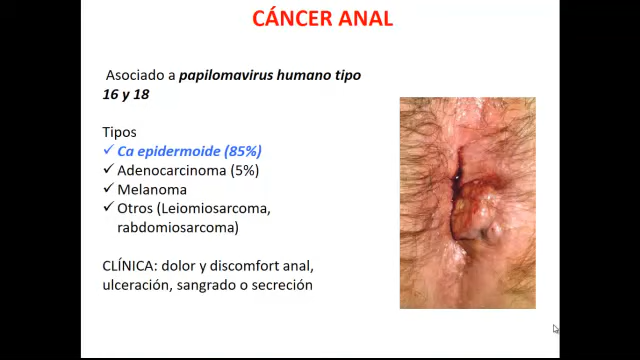 CÁNCER ANAL
Asociado a papilomavirus humano tipo
16 y 18
Tipos
✓ Ca epidermoide (85%)
✓ Adenocarcinoma (5%)
✓ Melanoma
✓ Otros (Leiomiosarcoma,
rabdomiosarcoma)
CLÍNICA: dolor y discomfort anal,
ulceración, sangrado o secreción